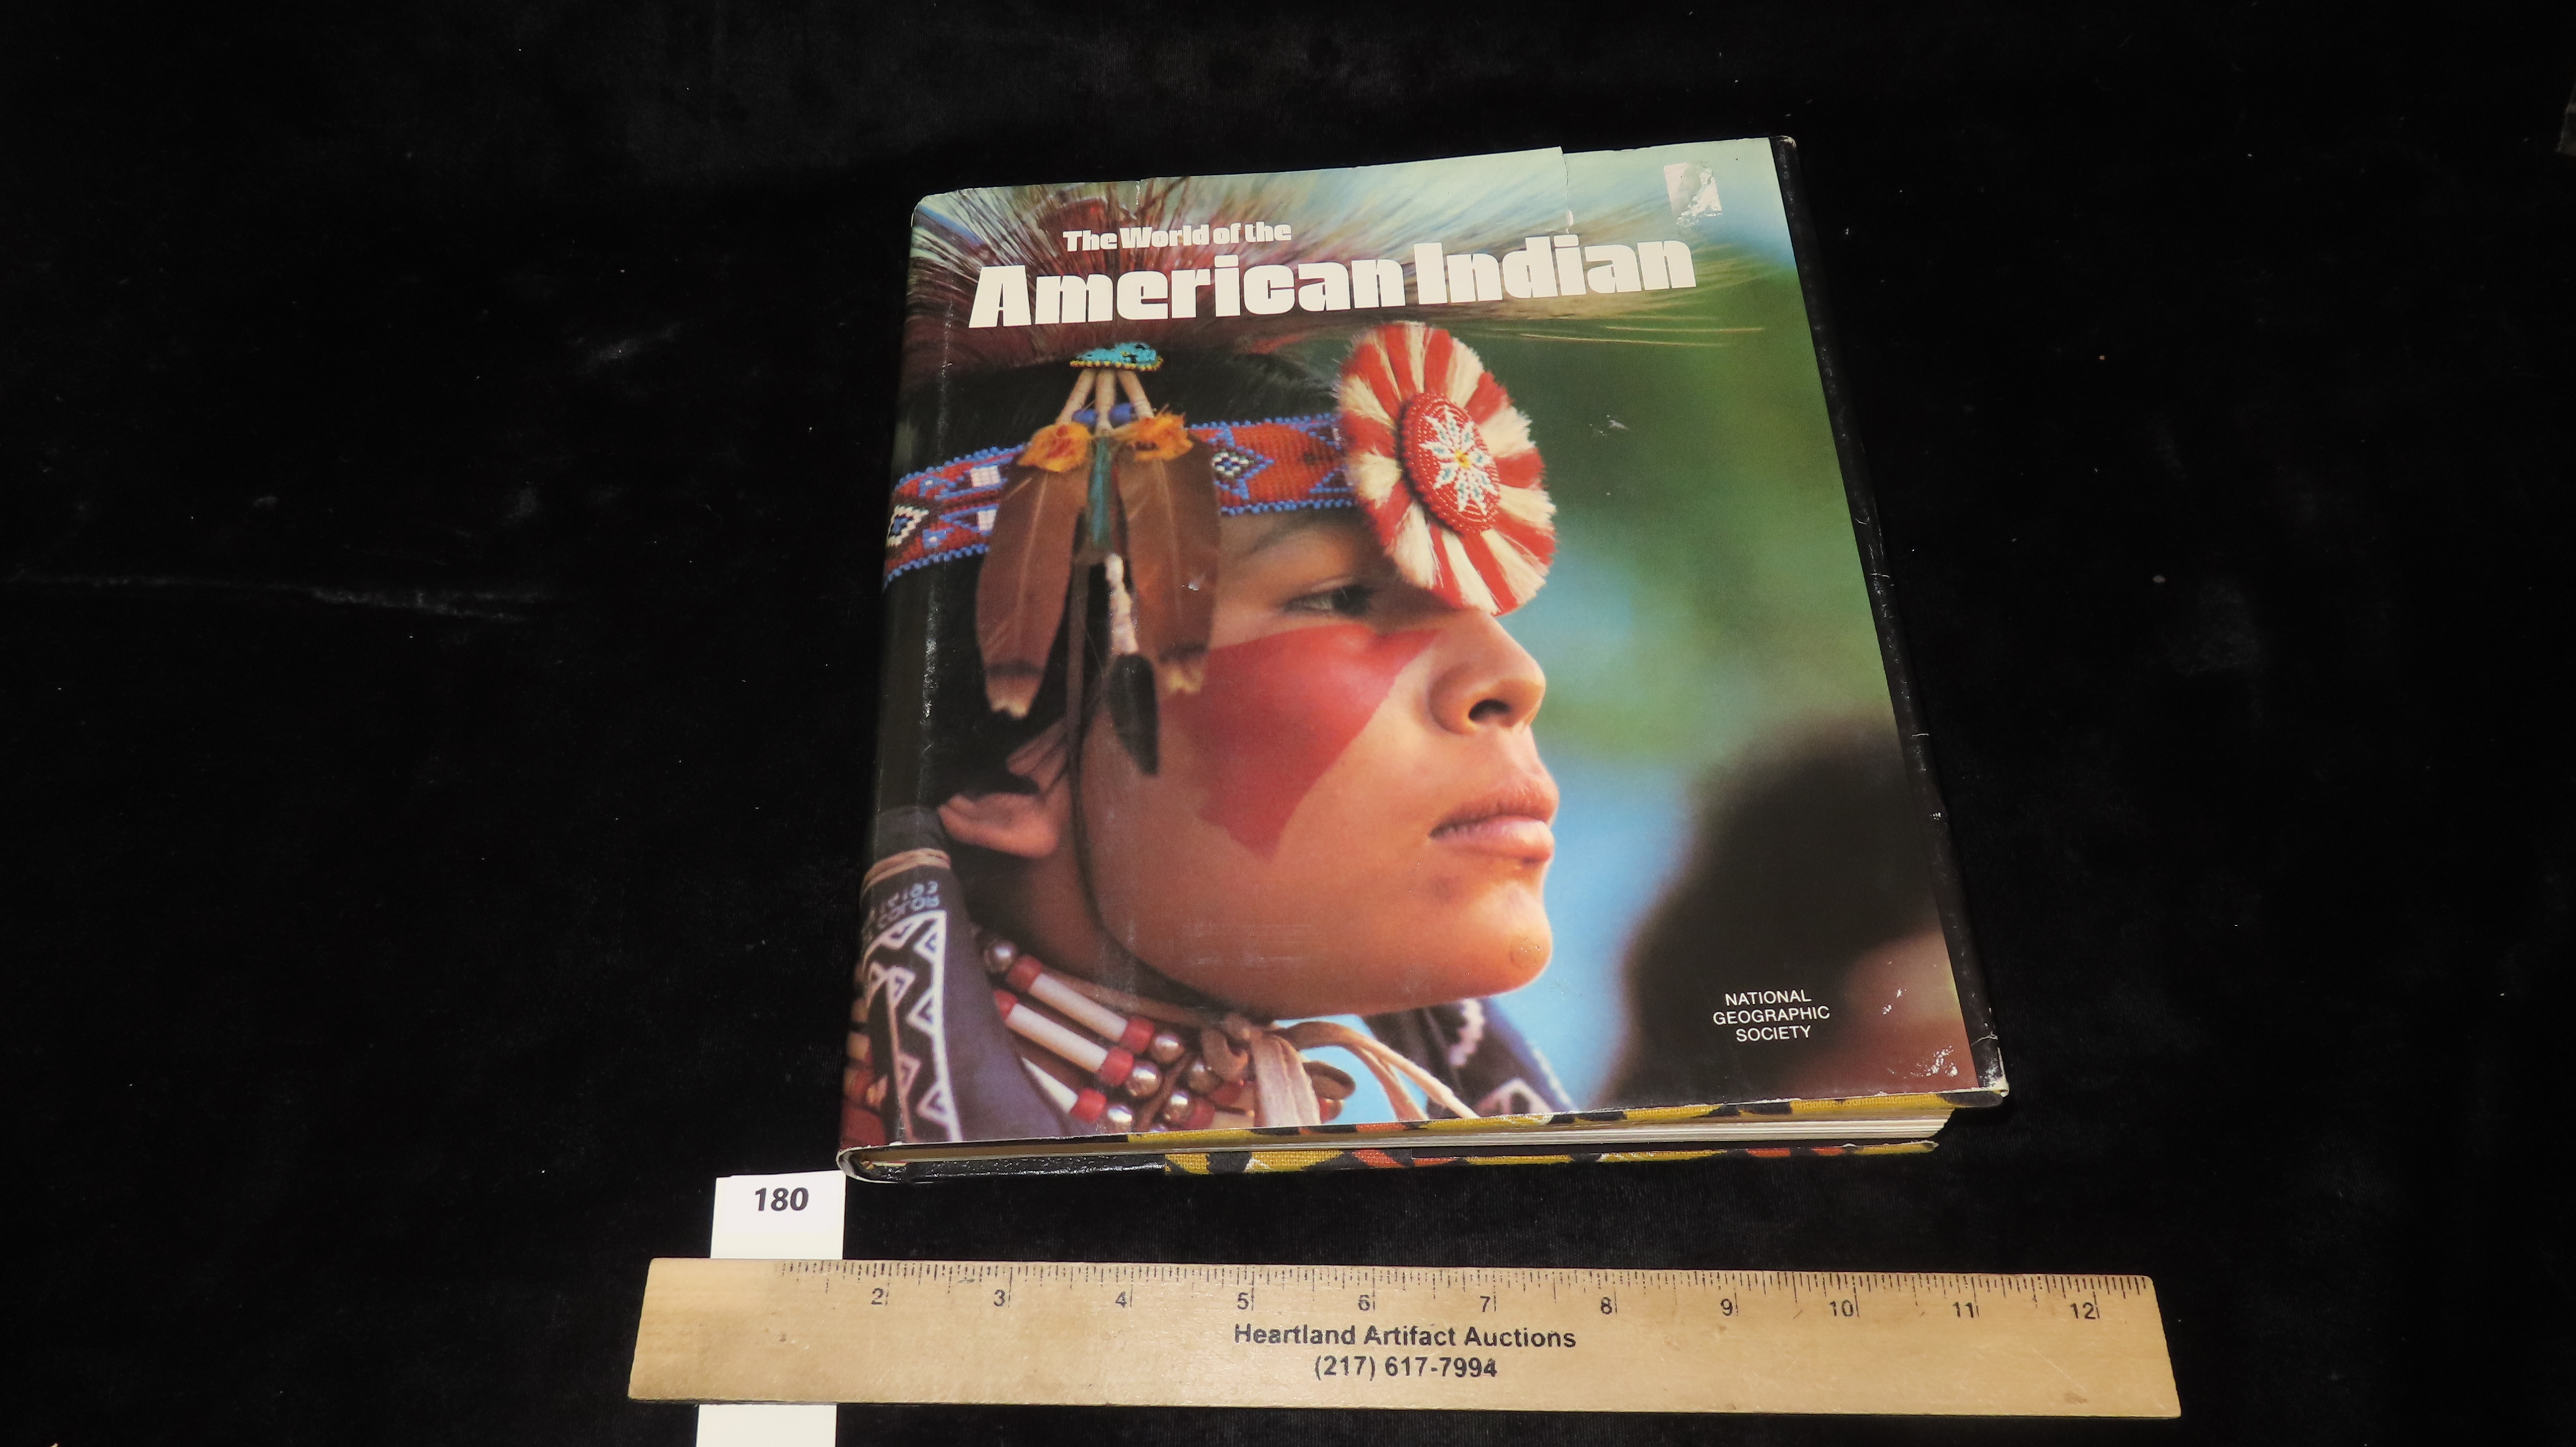 The World of the
American Indian
NATIONAL
GEOGRAPHIC
SOCIETY
180
2 3 4 5 6 7 8 9 10 11 12
Heartland Artifact Auctions
(217) 617-7994